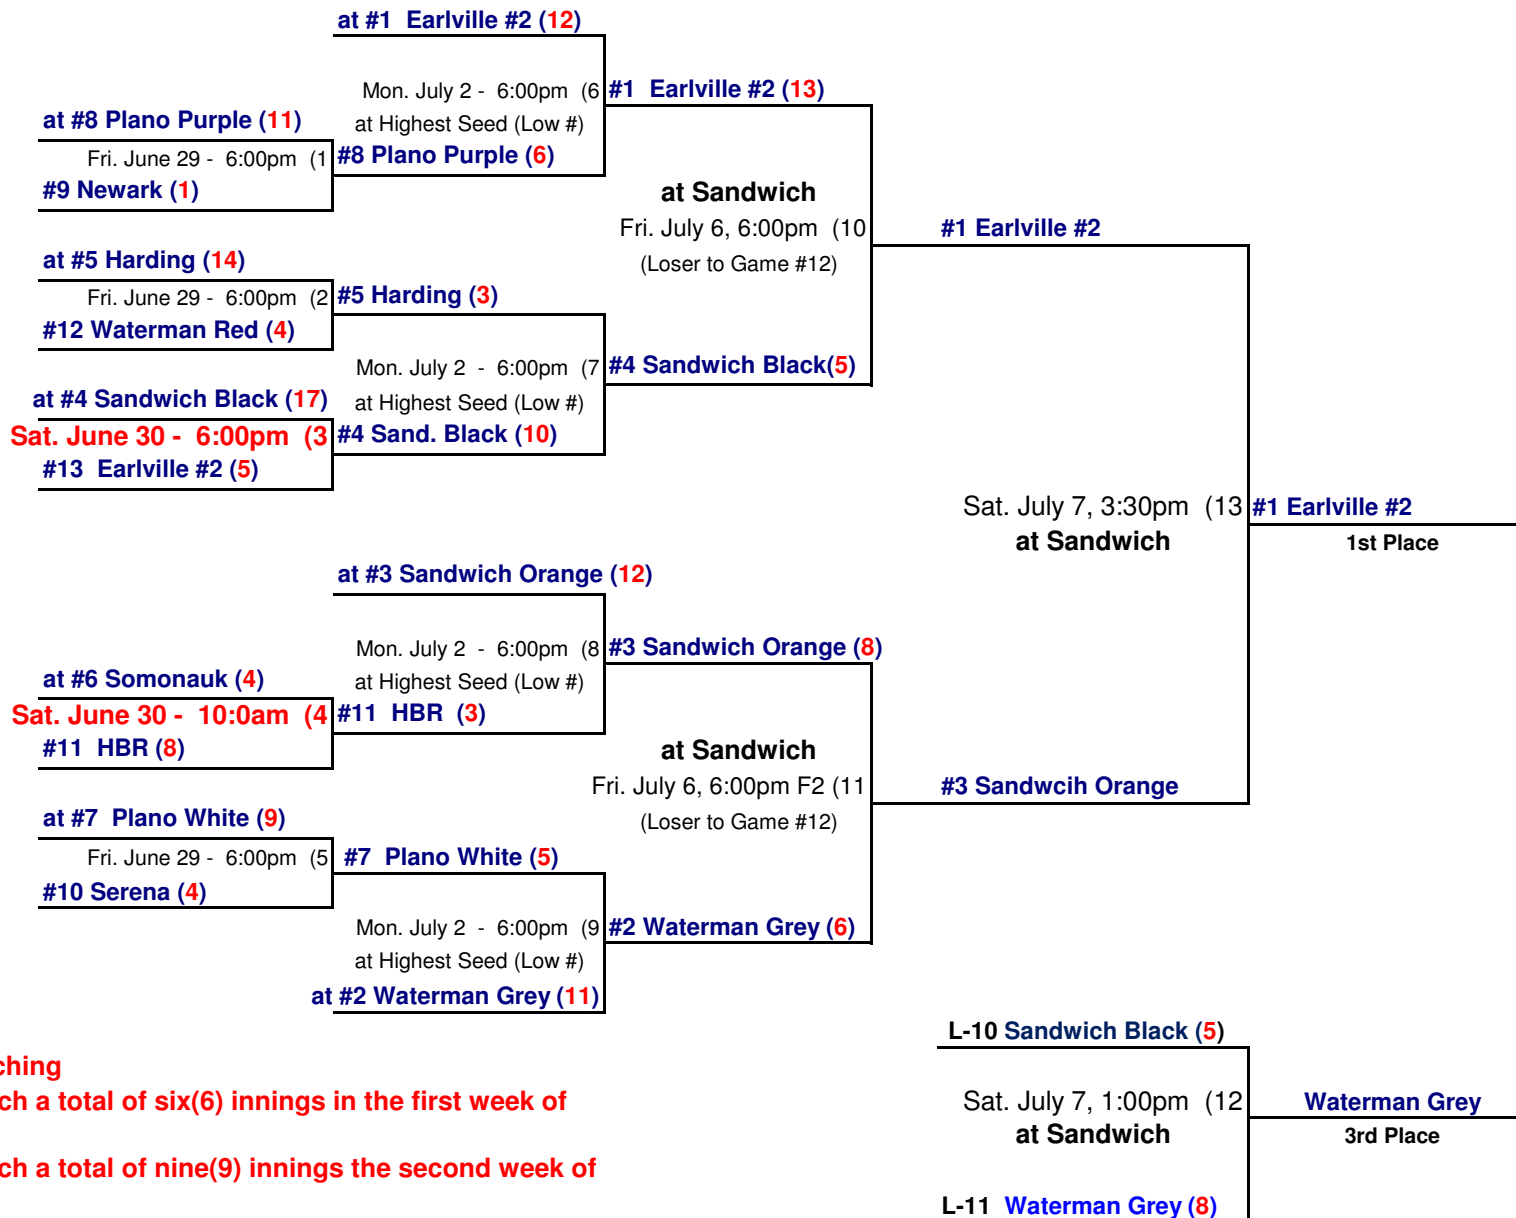 at #1 Earlville #2 (12)
Mon. July 2 - 6:00pm (6
at Highest Seed (Low #)
#1 Earlville #2 (13)
at #8 Plano Purple (11)
Fri. June 29 - 6:00pm (1
#9 Newark (1)
#8 Plano Purple (6)
at Sandwich
Fri. July 6, 6:00pm (10
(Loser to Game #12)
#1 Earlville #2
at #5 Harding (14)
Fri. June 29 - 6:00pm (2
#12 Waterman Red (4)
#5 Harding (3)
Mon. July 2 - 6:00pm (7
at Highest Seed (Low #)
#4 Sandwich Black(5)
at #4 Sandwich Black (17)
Sat. June 30 - 6:00pm (3
#13 Earlville #2 (5)
#4 Sand. Black (10)
Sat. July 7, 3:30pm (13
at Sandwich
#1 Earlville #2
1st Place
at #3 Sandwich Orange (12)
Mon. July 2 - 6:00pm (8
at Highest Seed (Low #)
#3 Sandwich Orange (8)
at #6 Somonauk (4)
Sat. June 30 - 10:0am (4
#11 HBR (8)
#11 HBR (3)
at Sandwich
Fri. July 6, 6:00pm F2 (11
(Loser to Game #12)
#3 Sandwcih Orange
at #7 Plano White (9)
Fri. June 29 - 6:00pm (5
#10 Serena (4)
#7 Plano White (5)
Mon. July 2 - 6:00pm (9
at Highest Seed (Low #)
#2 Waterman Grey (6)
at #2 Waterman Grey (11)
L-10 Sandwich Black (5)
Sat. July 7, 1:00pm (12
at Sandwich
Waterman Grey
3rd Place
L-11 Waterman Grey (8)
ching
ch a total of six(6) innings in the first week of
ch a total of nine(9) innings the second week of